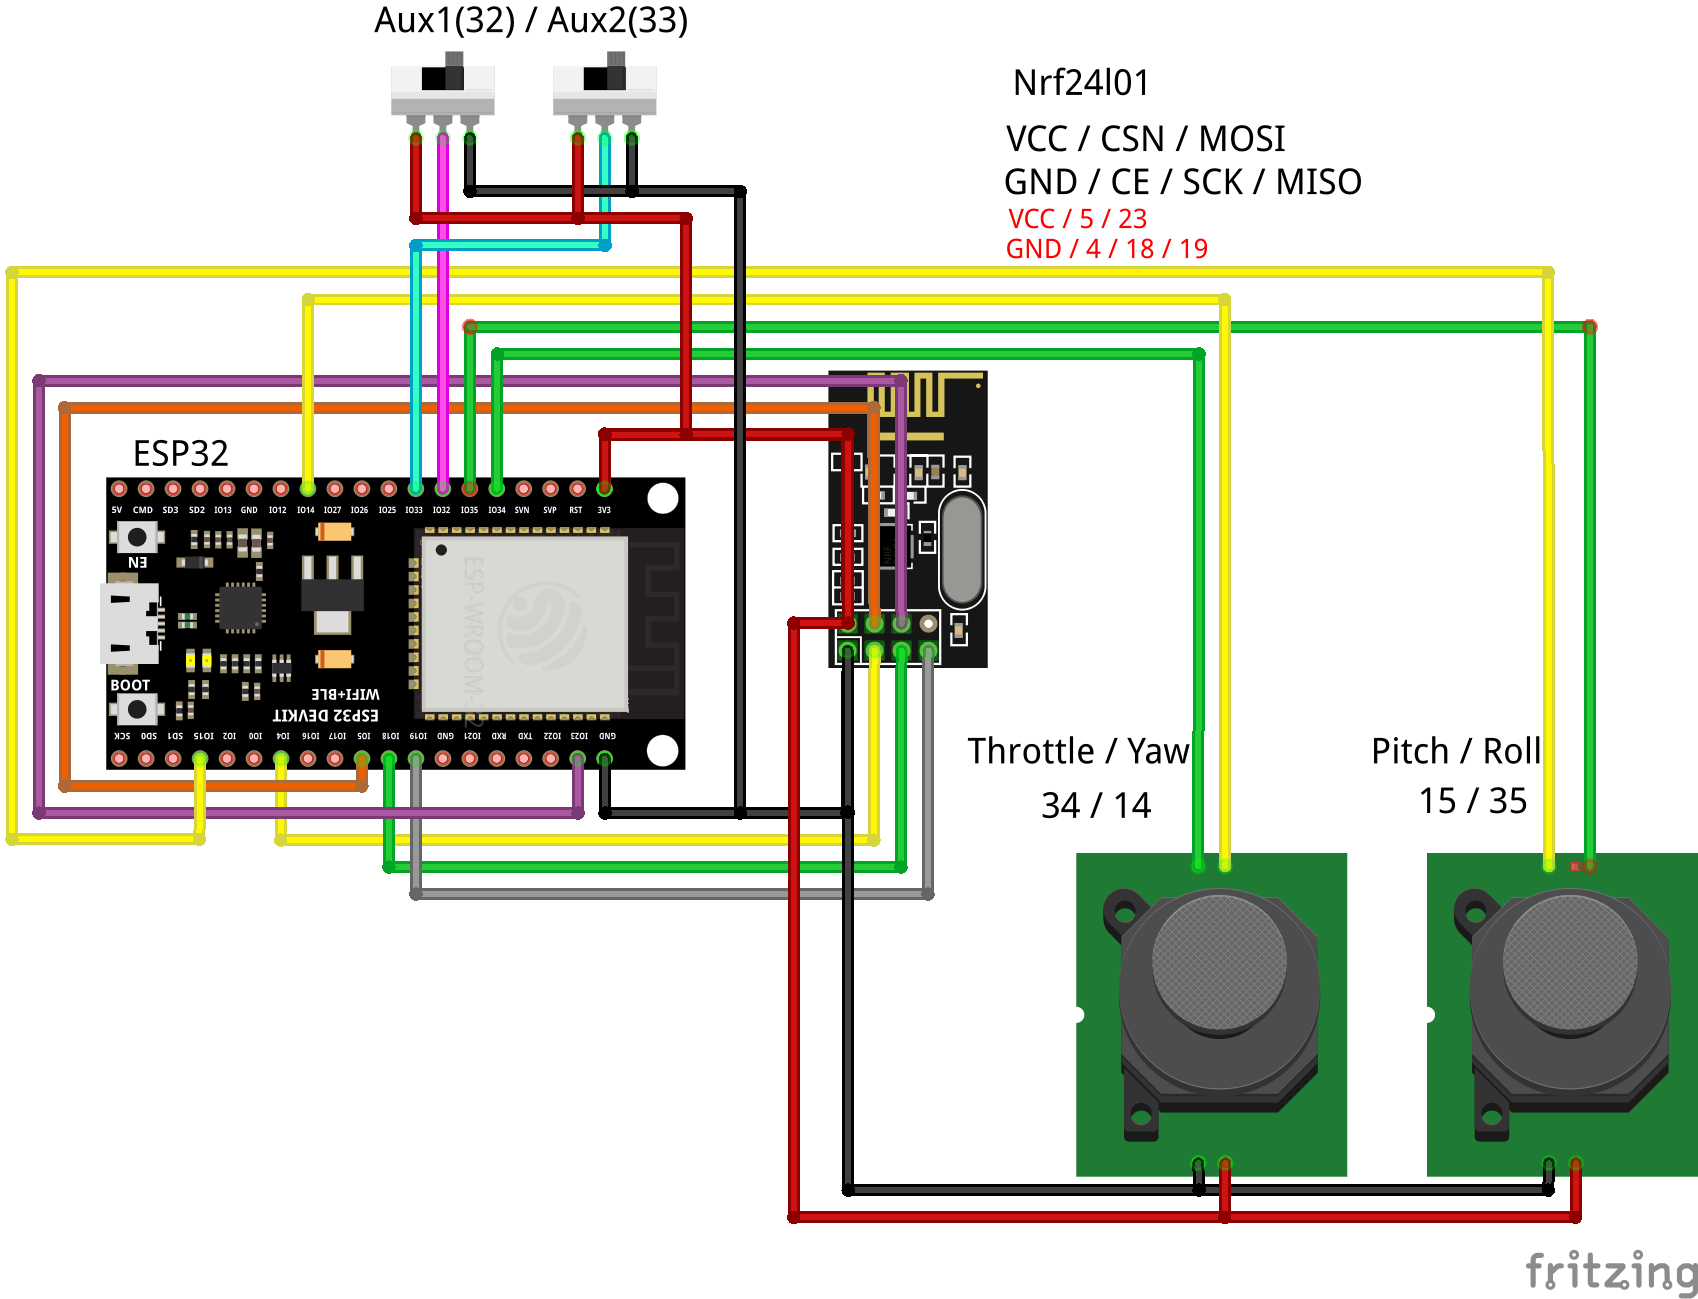 Aux1(32) / Aux2(33)
Nrf24l01
VCC / CSN / MOSI
GND / CE / SCK / MISO
VCC / 5 / 23
GND / 4 / 18 / 19
ESP32
5V CMD SD3 SD2 IO13 GND IO12 IO14 IO27 IO26 IO25 IO33 IO32 IO35 IO34 SVN SVP RST 3V3
EN
ESP-WROOM-32
BOOT
WIFI+BLE
ESP32 DEVKIT
SCK SD0 SD1 IO15 IO2 IO0 IO4 IO16 IO17 IO5 IO18 IO19 GND IO21 RXD TXD IO22 IO23 GND
Throttle / Yaw
34 / 14
Pitch / Roll
15 / 35
fritzing